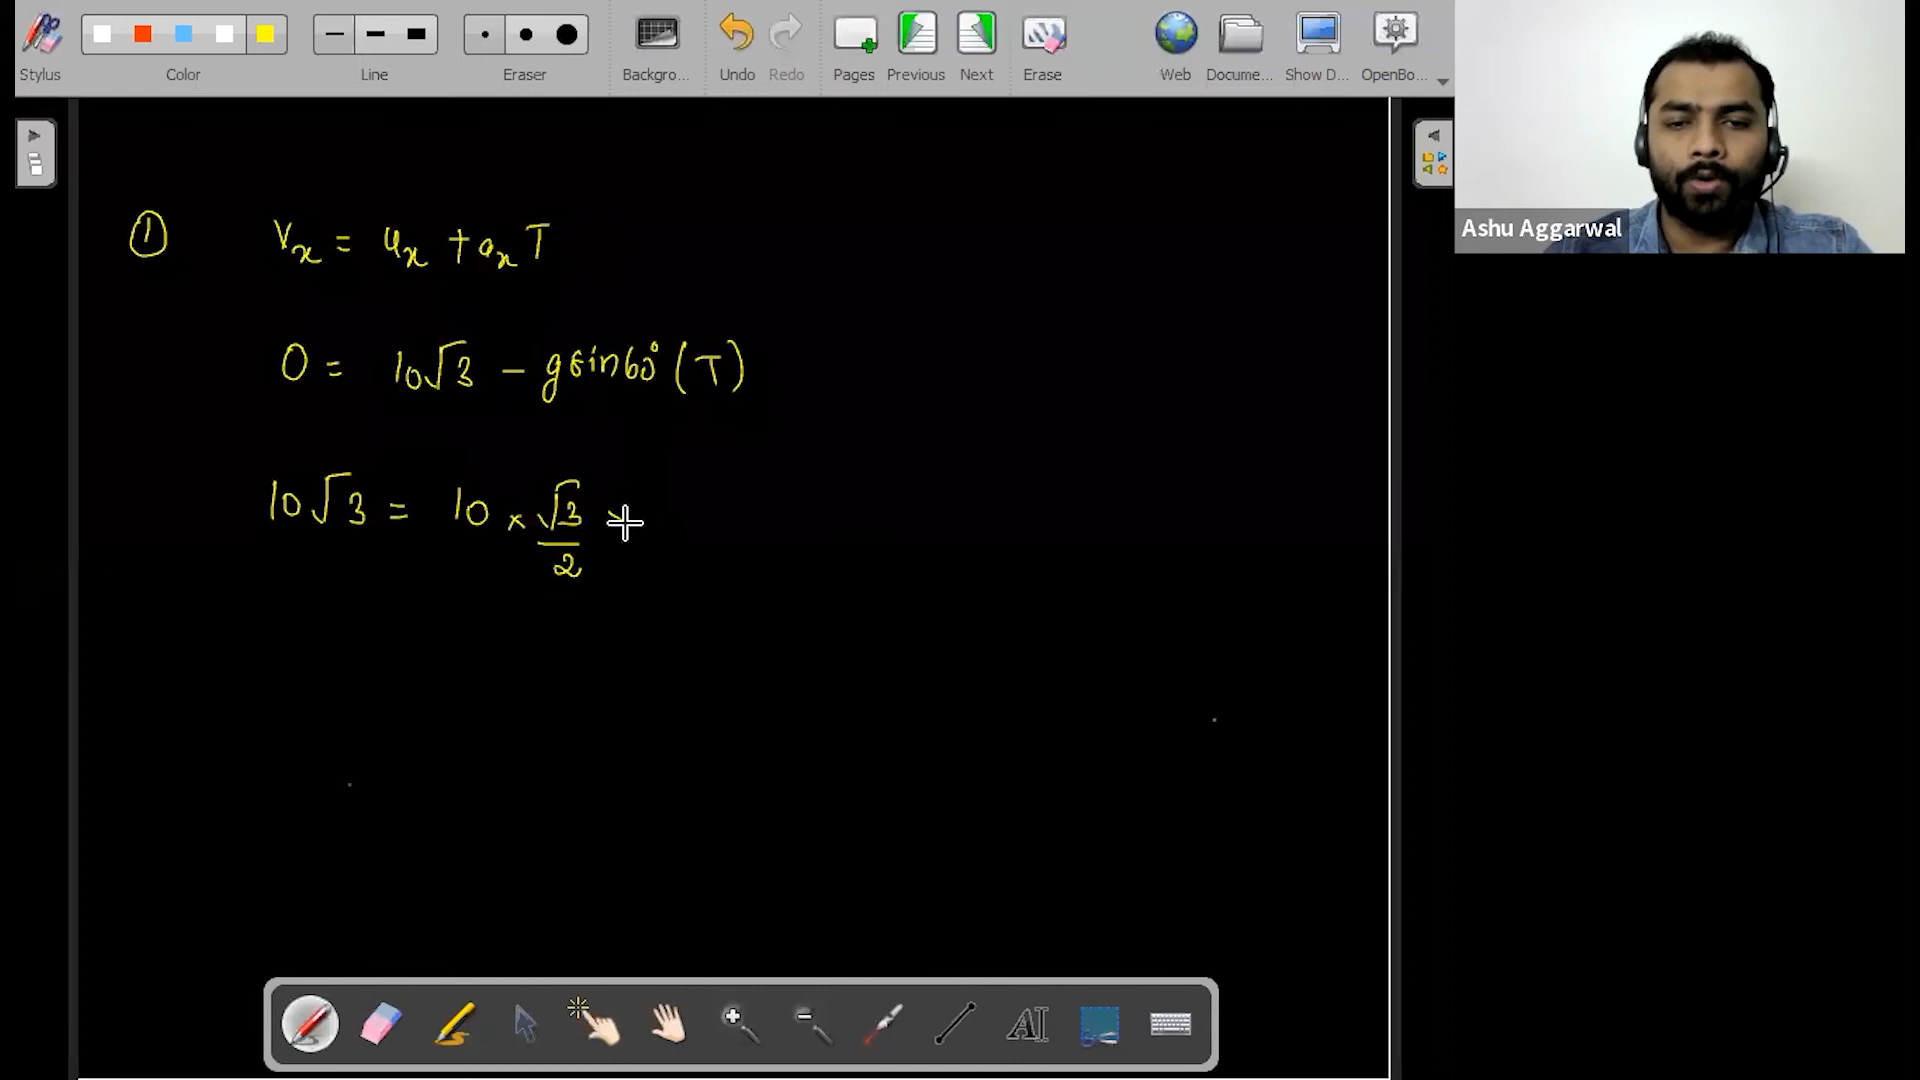 Stylus Color Line Eraser Backgro... Undo Redo Pages Previous Next Erase Web Docume... Show D... OpenBo...
Ashu Aggarwal
① Vx = ux + ax T
0 = 10√3 - g sin60° (T)
10√3 = 10 × √3/2 ×